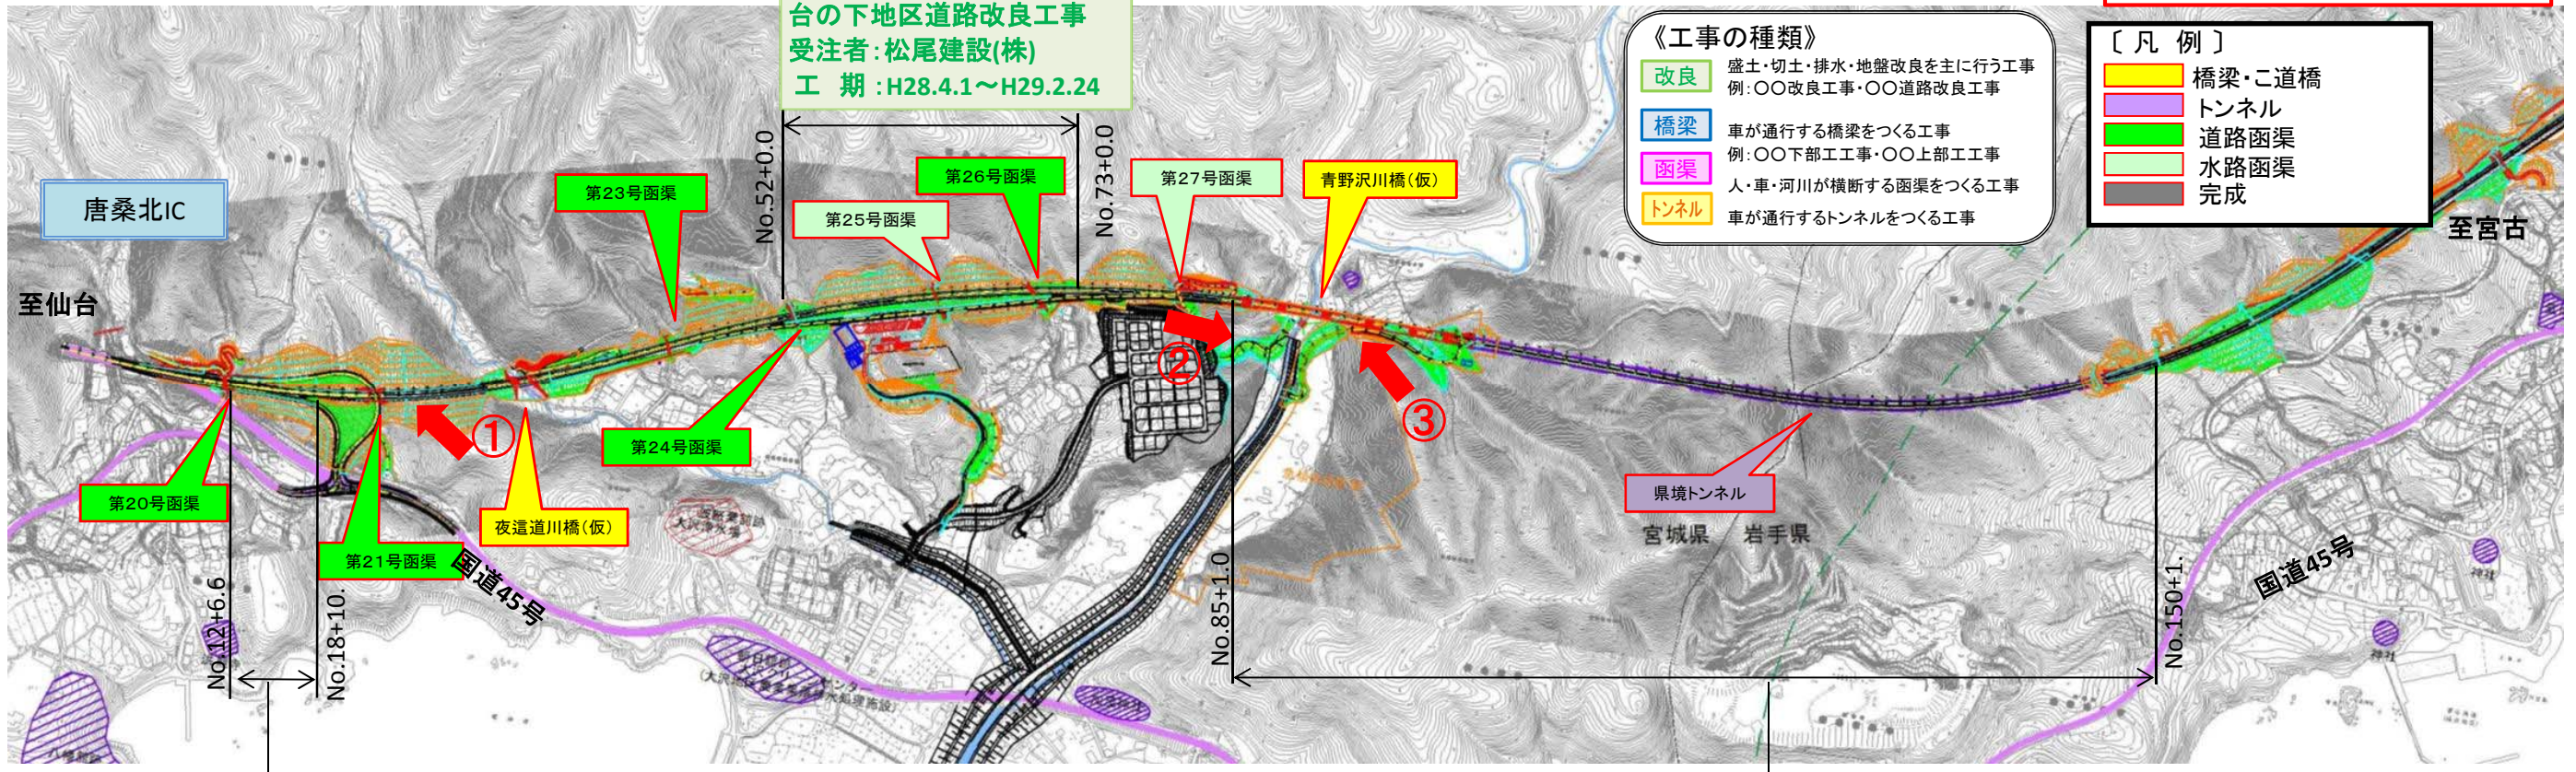 台の下地区道路改良工事
受注者：松尾建設(株)
工　期：H28.4.1～H29.2.24
《工事の種類》
改良
盛土・切土・排水・地盤改良を主に行う工事
例：〇〇改良工事・〇〇道路改良工事
橋梁
車が通行する橋梁をつくる工事
例：〇〇下部工工事・〇〇上部工工事
函渠
人・車・河川が横断する函渠をつくる工事
トンネル
車が通行するトンネルをつくる工事
〔 凡　例 〕
橋梁・こ道橋
トンネル
道路函渠
水路函渠
完成
唐桑北IC
至仙台
至宮古
第23号函渠
No.52+0.0
第25号函渠
第26号函渠
No.73+0.0
第27号函渠
青野沢川橋(仮)
①
②
③
第24号函渠
第20号函渠
第21号函渠
夜這道川橋(仮)
県境トンネル
宮城県
岩手県
国道45号
国道45号
No.12+6.6
No.18+10.
No.85+1.0
No.150+1.
神社
神社